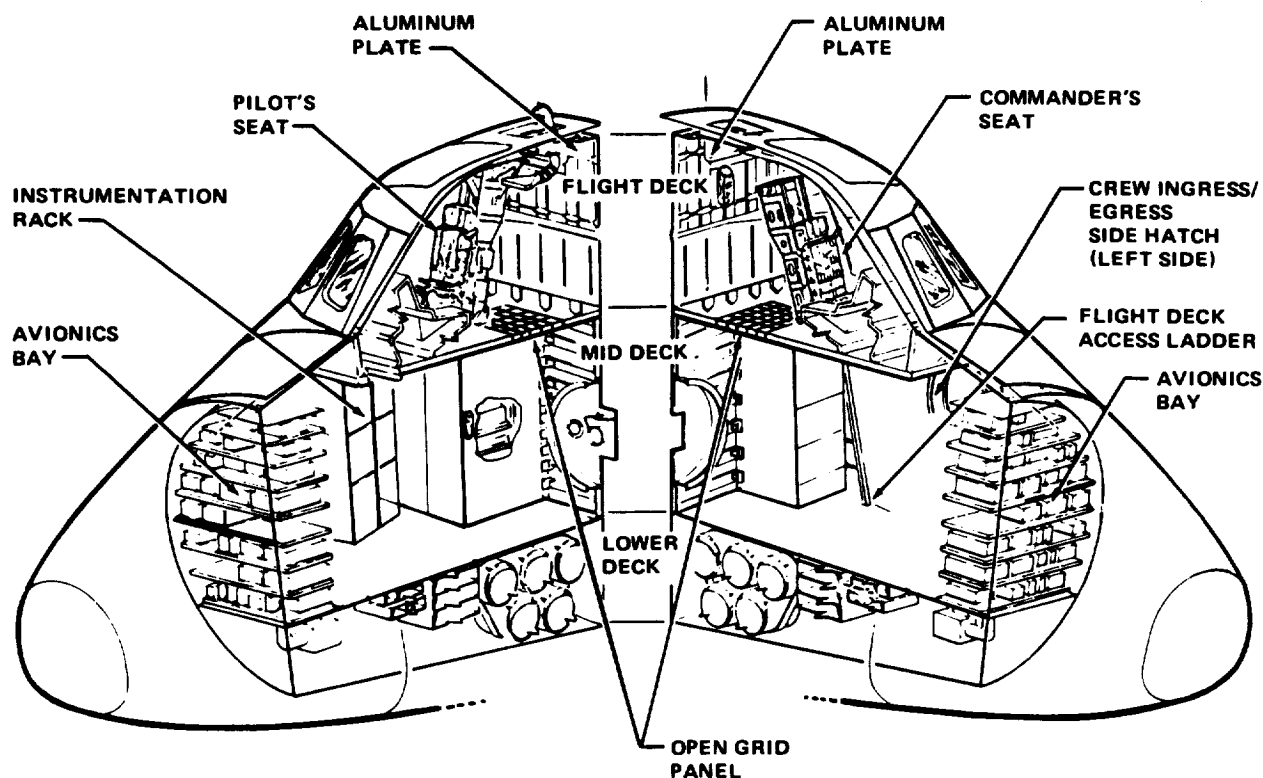 ALUMINUM
PLATE
ALUMINUM
PLATE
PILOT'S
SEAT
COMMANDER'S
SEAT
FLIGHT DECK
INSTRUMENTATION
RACK
CREW INGRESS/
EGRESS
SIDE HATCH
(LEFT SIDE)
AVIONICS
BAY
MID DECK
FLIGHT DECK
ACCESS LADDER
AVIONICS
BAY
LOWER
DECK
OPEN GRID
PANEL